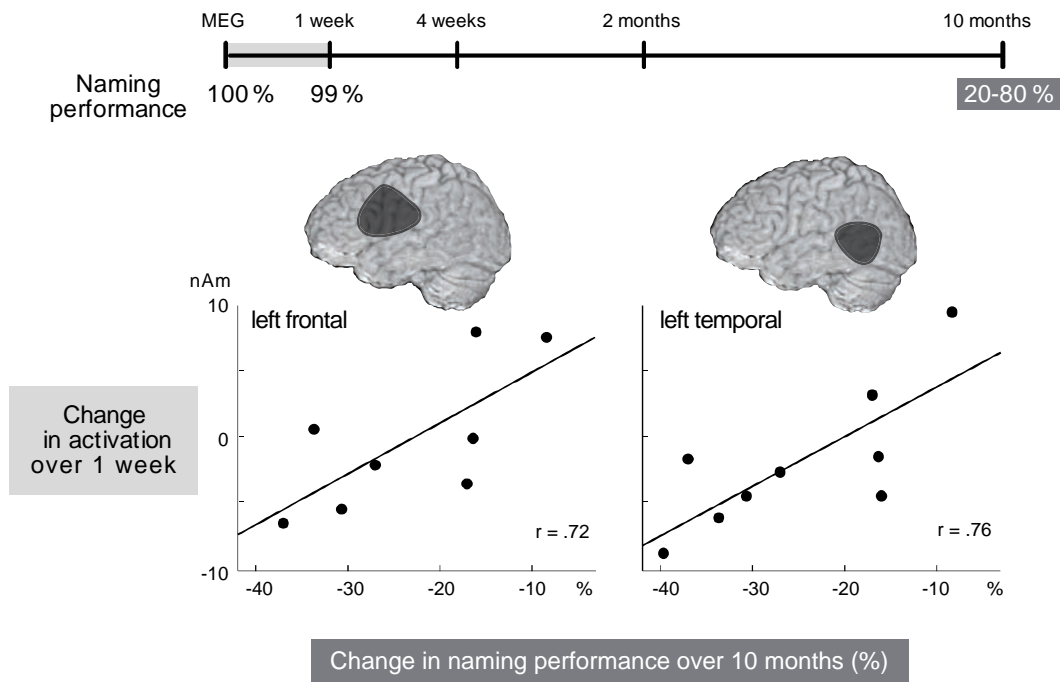 MEG 1 week 4 weeks 2 months 10 months
Naming
performance
100 % 99 % 20-80 %
nAm
10
0
-10
left frontal
r = .72
-40 -30 -20 -10 %
left temporal
r = .76
-40 -30 -20 -10 %
Change
in activation
over 1 week
Change in naming performance over 10 months (%)